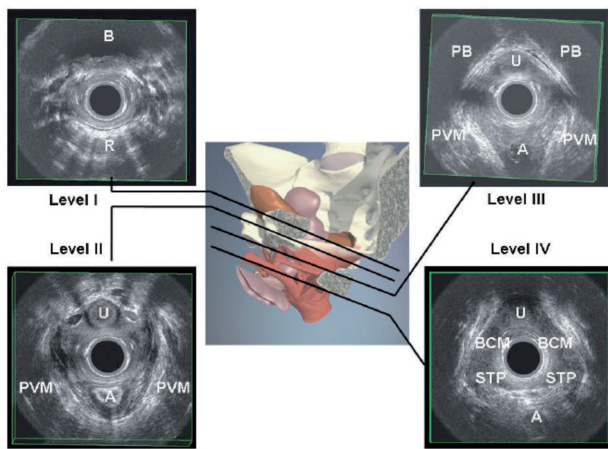 B
R
Level I
PB
PB
U
PVM
PVM
A
Level III
Level II
U
PVM
PVM
A
Level IV
U
BCM
BCM
STP
STP
A